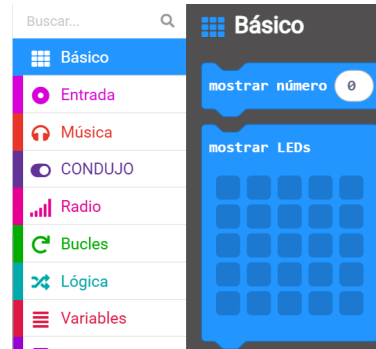 Buscar...
Básico
Entrada
Música
CONDUJO
Radio
Bucles
Lógica
Variables
Básico
mostrar número 0
mostrar LEDs